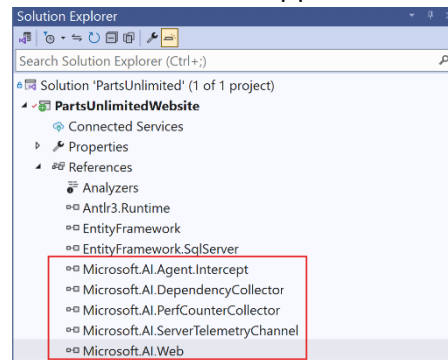 Solution Explorer
Search Solution Explorer (Ctrl+;)
Solution 'PartsUnlimited' (1 of 1 project)
PartsUnlimitedWebsite
Connected Services
Properties
References
Analyzers
Antlr3.Runtime
EntityFramework
EntityFramework.SqlServer
Microsoft.AI.Agent.Intercept
Microsoft.AI.DependencyCollector
Microsoft.AI.PerfCounterCollector
Microsoft.AI.ServerTelemetryChannel
Microsoft.AI.Web